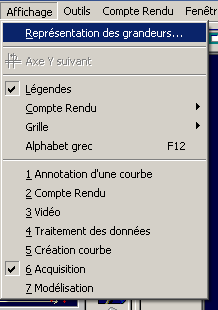 Affichage Outils Compte Rendu Fenêtr
Représentation des grandeurs...
Axe Y suivant
Légendes
Compte Rendu
Grille
Alphabet grec F12
1 Annotation d'une courbe
2 Compte Rendu
3 Vidéo
4 Traitement des données
5 Création courbe
6 Acquisition
7 Modélisation